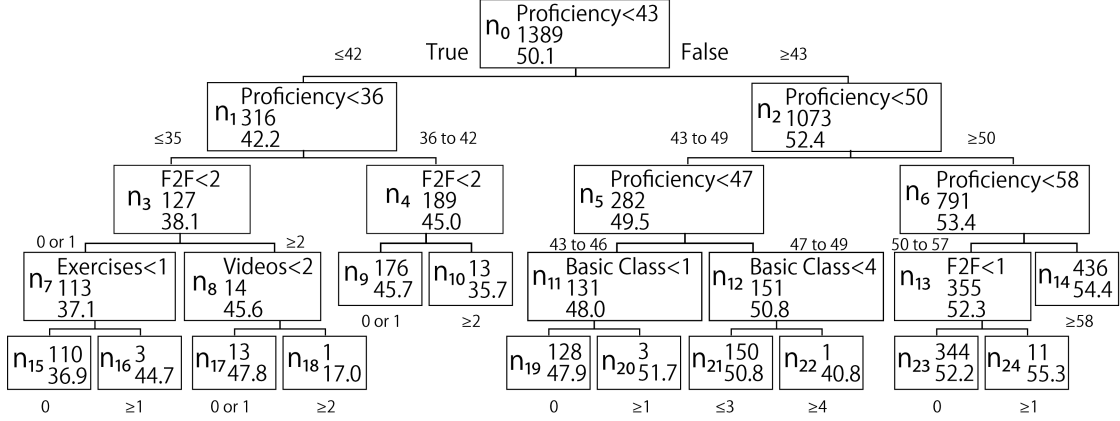 Proficiency<43
n0 1389
50.1
≤42 True False ≥43
Proficiency<36
n1 316
42.2
Proficiency<50
n2 1073
52.4
≤35 36 to 42 43 to 49 ≥50
F2F<2
n3 127
38.1
F2F<2
n4 189
45.0
Proficiency<47
n5 282
49.5
Proficiency<58
n6 791
53.4
0 or 1 ≥2 43 to 46 47 to 49 50 to 57
Exercises<1
n7 113
37.1
Videos<2
n8 14
45.6
n9 176
45.7
n10 13
35.7
Basic Class<1
n11 131
48.0
Basic Class<4
n12 151
50.8
F2F<1
n13 355
52.3
n14 436
54.4
0 or 1 ≥2 ≥58
n15 110
36.9
n16 3
44.7
n17 13
47.8
n18 1
17.0
n19 128
47.9
n20 3
51.7
n21 150
50.8
n22 1
40.8
n23 344
52.2
n24 11
55.3
0 ≥1 0 or 1 ≥2 0 ≥1 ≤3 ≥4 0 ≥1